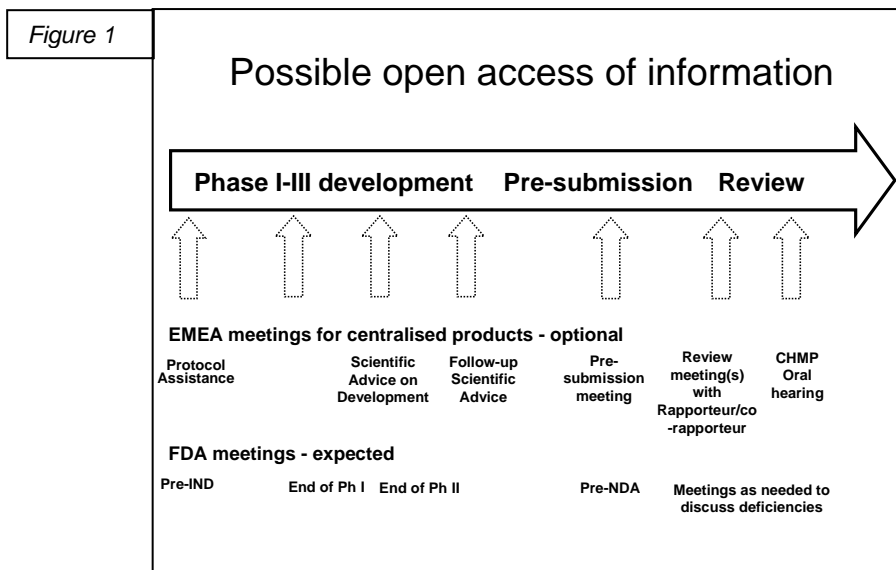 Figure 1
Possible open access of information
Phase I-III development Pre-submission Review
EMEA meetings for centralised products - optional
Protocol
Assistance
Scientific
Advice on
Development
Follow-up
Scientific
Advice
Pre-
submission
meeting
Review
meeting(s)
with
Rapporteur/co
-rapporteur
CHMP
Oral
hearing
FDA meetings - expected
Pre-IND
End of Ph I
End of Ph II
Pre-NDA
Meetings as needed to
discuss deficiencies